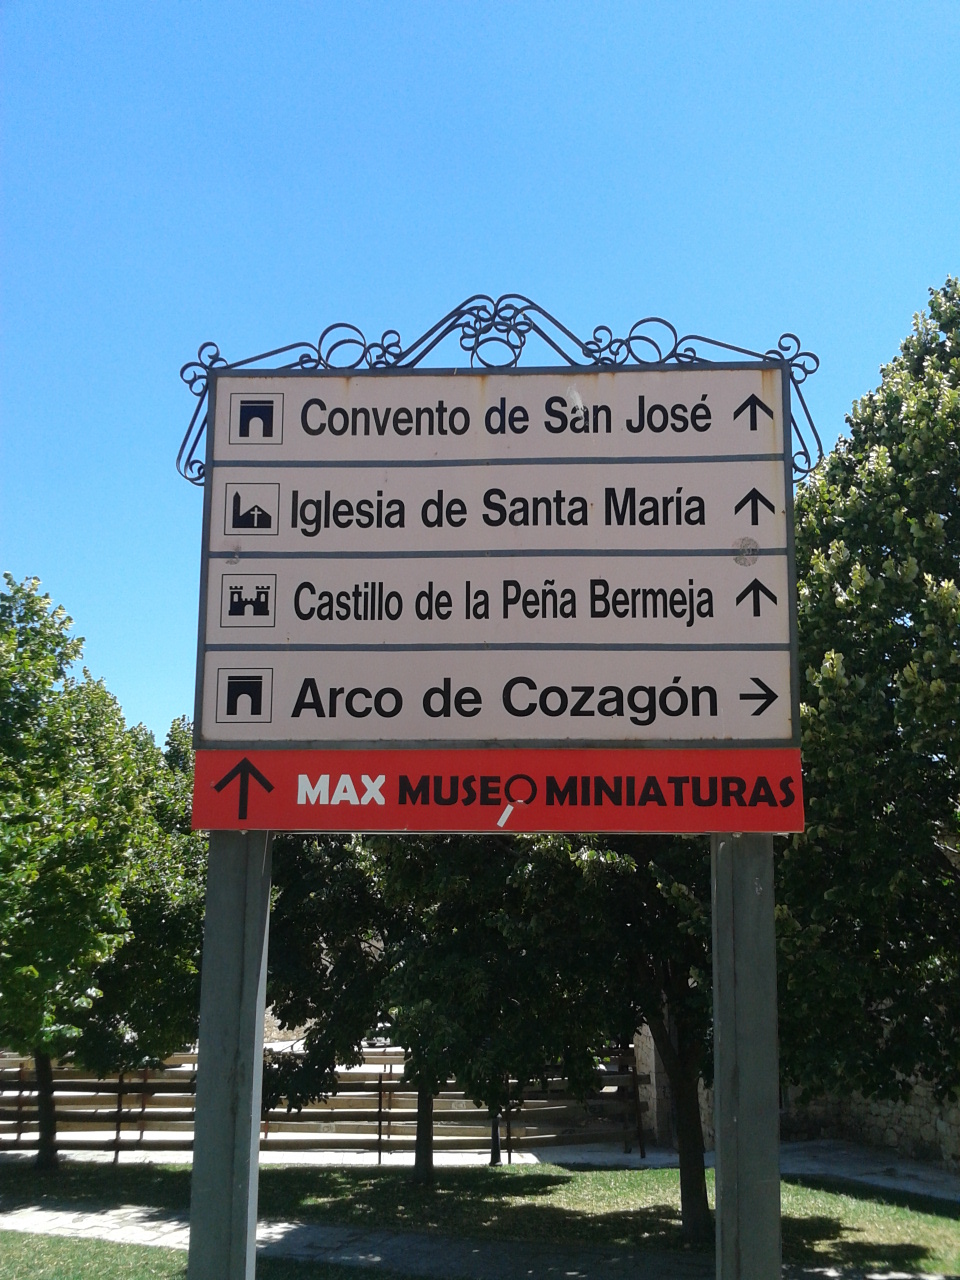 Convento de San José
Iglesia de Santa María
Castillo de la Peña Bermeja
Arco de Cozagón
MAX MUSEO MINIATURAS